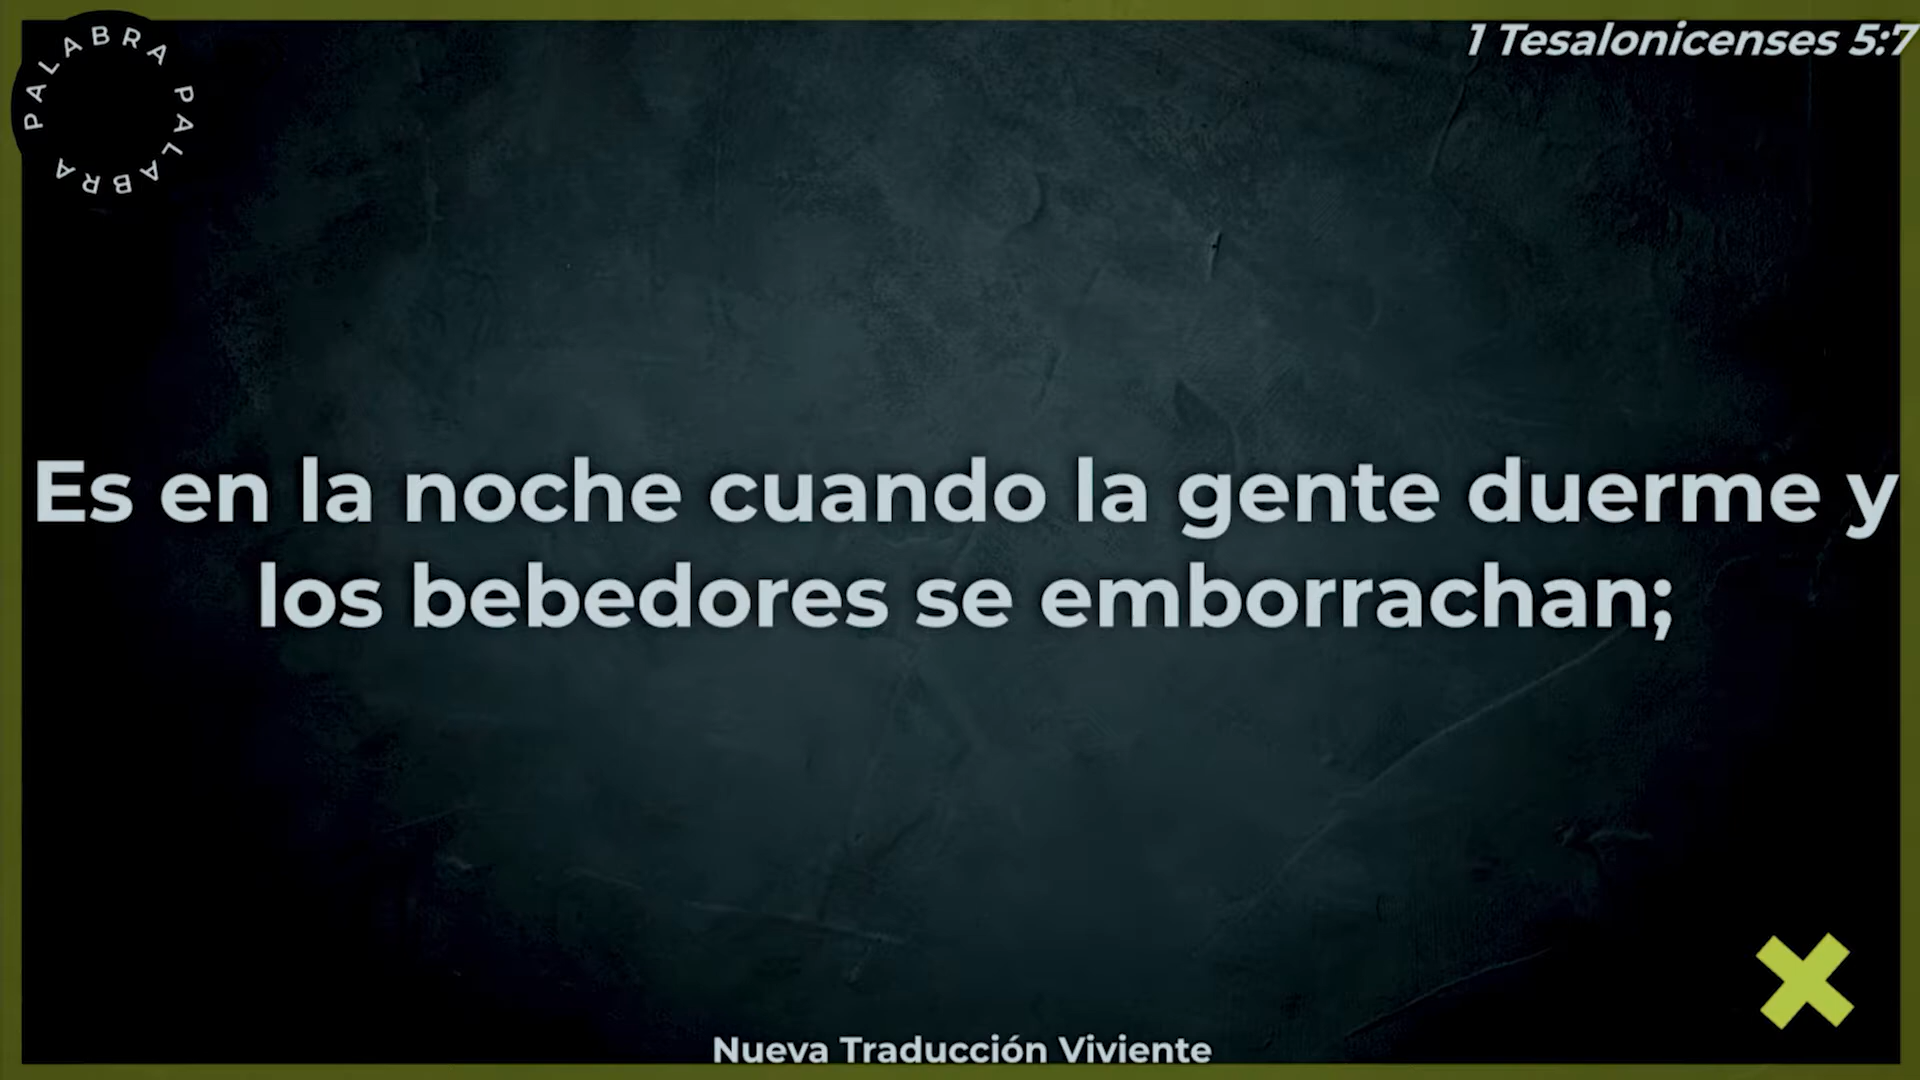 PALABRA PALABRA
1 Tesalonicenses 5:7
Es en la noche cuando la gente duerme y
los bebedores se emborrachan;
Nueva Traducción Viviente